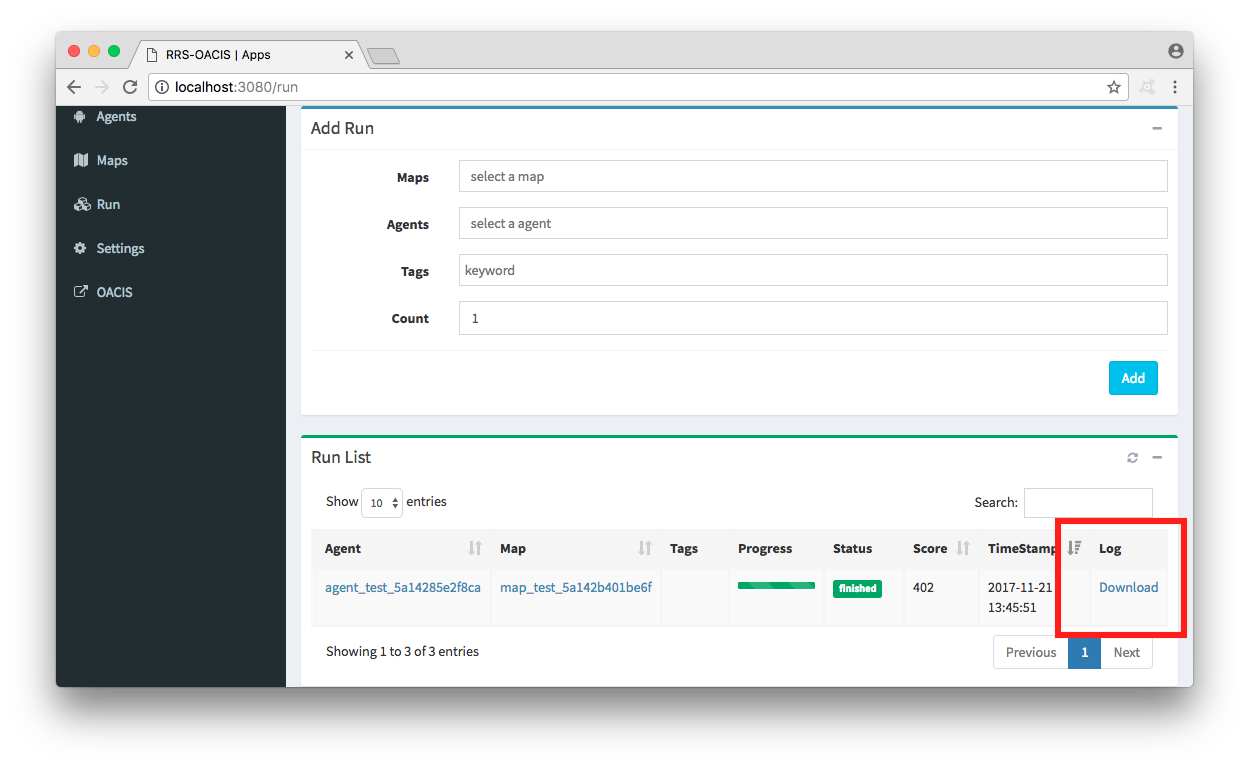 RRS-OACIS | Apps
localhost:3080/run
Agents
Maps
Run
Settings
OACIS
Add Run
Maps
select a map
Agents
select a agent
Tags
keyword
Count
1
Add
Run List
Show 10 entries
Search:
Agent Map Tags Progress Status Score TimeStamp Log
agent_test_5a14285e2f8ca map_test_5a142b401be6f finished 402 2017-11-21 Download
13:45:51
Showing 1 to 3 of 3 entries
Previous 1 Next